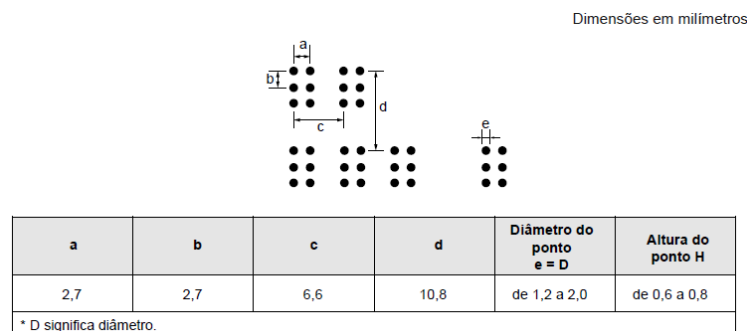 Dimensões em milímetros
a
b
d
c
e
a b c d Diâmetro do ponto e = D Altura do ponto H
2,7 2,7 6,6 10,8 de 1,2 a 2,0 de 0,6 a 0,8
* D significa diâmetro.